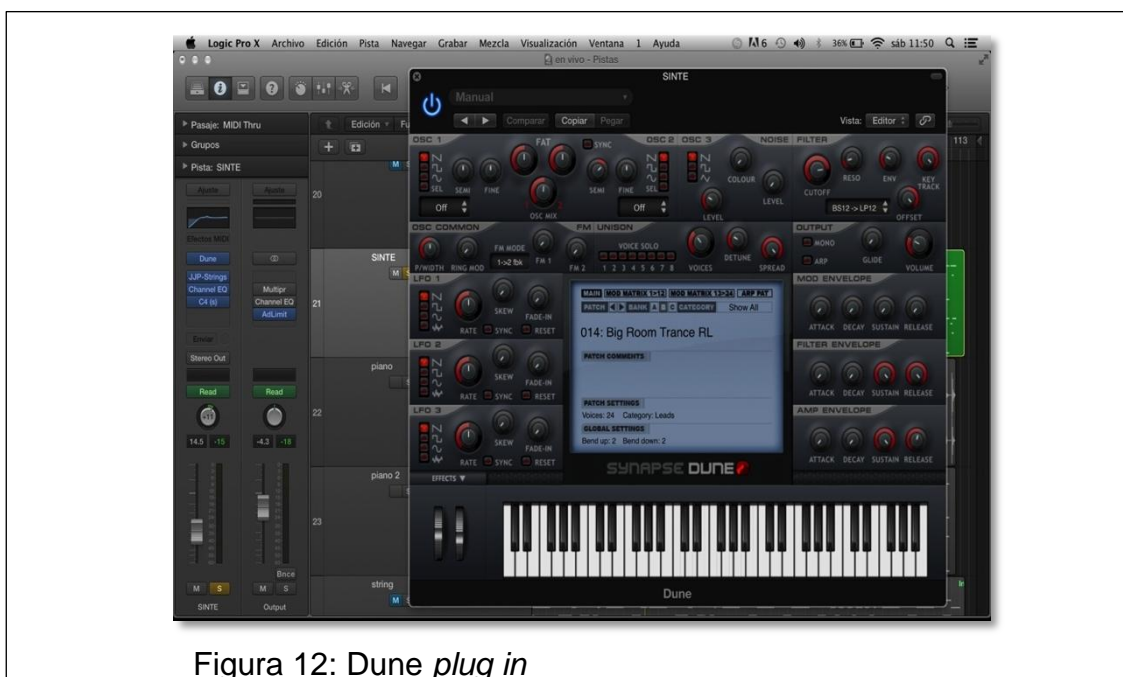 Logic Pro X Archivo Edición Pista Navegar Grabar Mezcla Visualización Ventana 1 Ayuda 6 36% sáb 11:50
en vivo - Pistas
SINTE
Manual
Comparar Copiar Pegar Vista: Editor
Pasaje: MIDI Thru
Edición Fu
113
Grupos
Pista: SINTE
Ajuste Ajuste
Efectos MIDI
Dune
JJP-Strings
Channel EQ Multipr
C4 (s) Channel EQ
AdLimit
Enviar
Stereo Out
Read Read
-11
14.5 -15 -4.3 -18
Bnce
M S M S
SINTE Output
20
M S
SINTE
M S
21
piano
22
piano 2
23
string
M
OSC 1 FAT SYNC OSC 2 OSC 3 NOISE FILTER
SEL SEMI FINE SEMI FINE SEL COLOUR CUTOFF RESO ENV KEY TRACK
Off OSC MIX Off LEVEL LEVEL BS12 -> LP12 OFFSET
OSC COMMON FM UNISON OUTPUT
FM MODE VOICE SOLO MONO
P/WIDTH RING MOD 1->2 fbk FM 1 FM 2 1 2 3 4 5 6 7 8 VOICES DETUNE SPREAD ARP GLIDE VOLUME
LFO 1
SKEW FADE-IN
RATE SYNC RESET
LFO 2
SKEW FADE-IN
RATE SYNC RESET
LFO 3
SKEW FADE-IN
RATE SYNC RESET
EFFECTS
MAIN MOD MATRIX 1>12 MOD MATRIX 13>24 ARP PAT
PATCH BANK A B C CATEGORY Show All
014: Big Room Trance RL
PATCH COMMENTS
PATCH SETTINGS
Voices: 24 Category: Leads
GLOBAL SETTINGS
Bend up: 2 Bend down: 2
SYNAPSE DUNE
MOD ENVELOPE
ATTACK DECAY SUSTAIN RELEASE
FILTER ENVELOPE
ATTACK DECAY SUSTAIN RELEASE
AMP ENVELOPE
ATTACK DECAY SUSTAIN RELEASE
Dune
Figura 12: Dune plug in